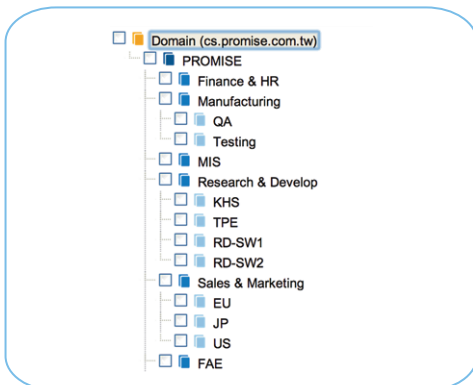 Domain (cs.promise.com.tw)
PROMISE
Finance & HR
Manufacturing
QA
Testing
MIS
Research & Develop
KHS
TPE
RD-SW1
RD-SW2
Sales & Marketing
EU
JP
US
FAE